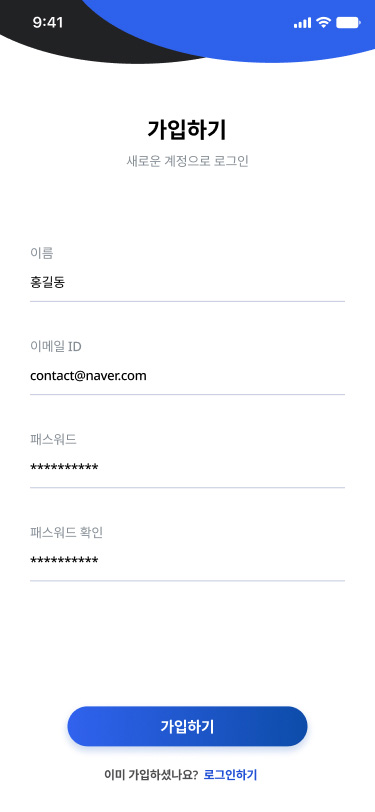 9:41
가입하기
새로운 계정으로 로그인
이름
홍길동
이메일 ID
contact@naver.com
패스워드
**********
패스워드 확인
**********
가입하기
이미 가입하셨나요? 로그인하기